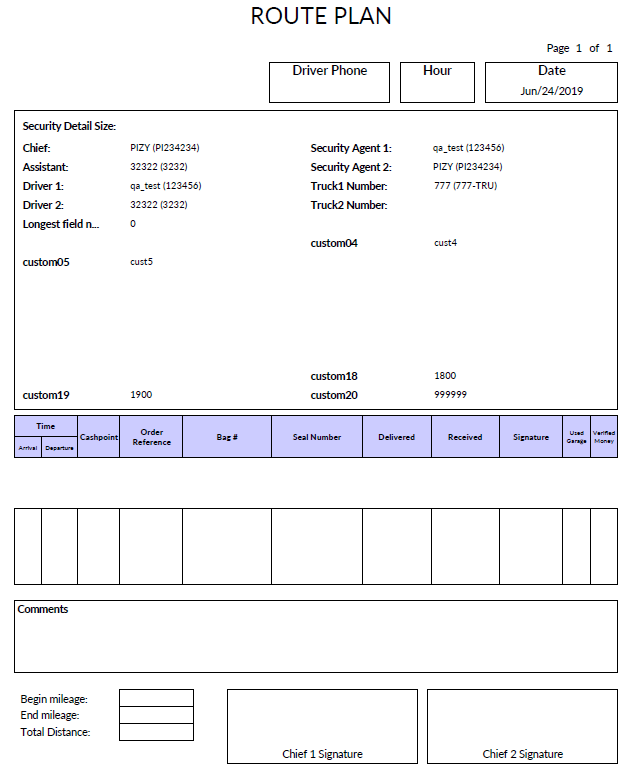 ROUTE PLAN
Page 1 of 1
Driver Phone Hour Date
Jun/24/2019
Security Detail Size:
Chief: PIZY (PI234234) Security Agent 1: qa_test (123456)
Assistant: 32322 (3232) Security Agent 2: PIZY (PI234234)
Driver 1: qa_test (123456) Truck1 Number: 777 (777-TRU)
Driver 2: 32322 (3232) Truck2 Number:
Longest field n... 0
custom04 cust4
custom05 cust5
custom18 1800
custom19 1900 custom20 999999
Time Cashpoint Order Reference Bag # Seal Number Delivered Received Signature Used Garage Verified Money
Arrival Departure
Comments
Begin mileage:
End mileage:
Total Distance:
Chief 1 Signature Chief 2 Signature